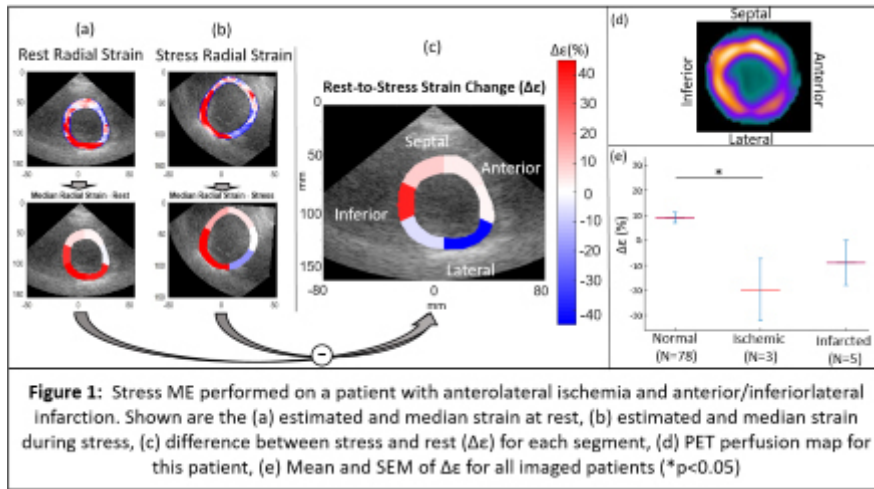 (a)
Rest Radial Strain
(b)
Stress Radial Strain
Median Radial Strain - Rest
Median Radial Strain - Stress
(c)
Rest-to-Stress Strain Change (Δε)
Δε(%)
Septal
Anterior
Inferior
Lateral
0
50
100
150
mm
-80
0
80
mm
40
30
20
10
0
-10
-20
-30
-40
(d)
Septal
Inferior
Anterior
Lateral
(e)
*
Δε (%)
Normal
(N=78)
Ischemic
(N=3)
Infarcted
(N=5)
Figure 1: Stress ME performed on a patient with anterolateral ischemia and anterior/inferiorlateral
infarction. Shown are the (a) estimated and median strain at rest, (b) estimated and median strain
during stress, (c) difference between stress and rest (Δε) for each segment, (d) PET perfusion map for
this patient, (e) Mean and SEM of Δε for all imaged patients (*p<0.05)